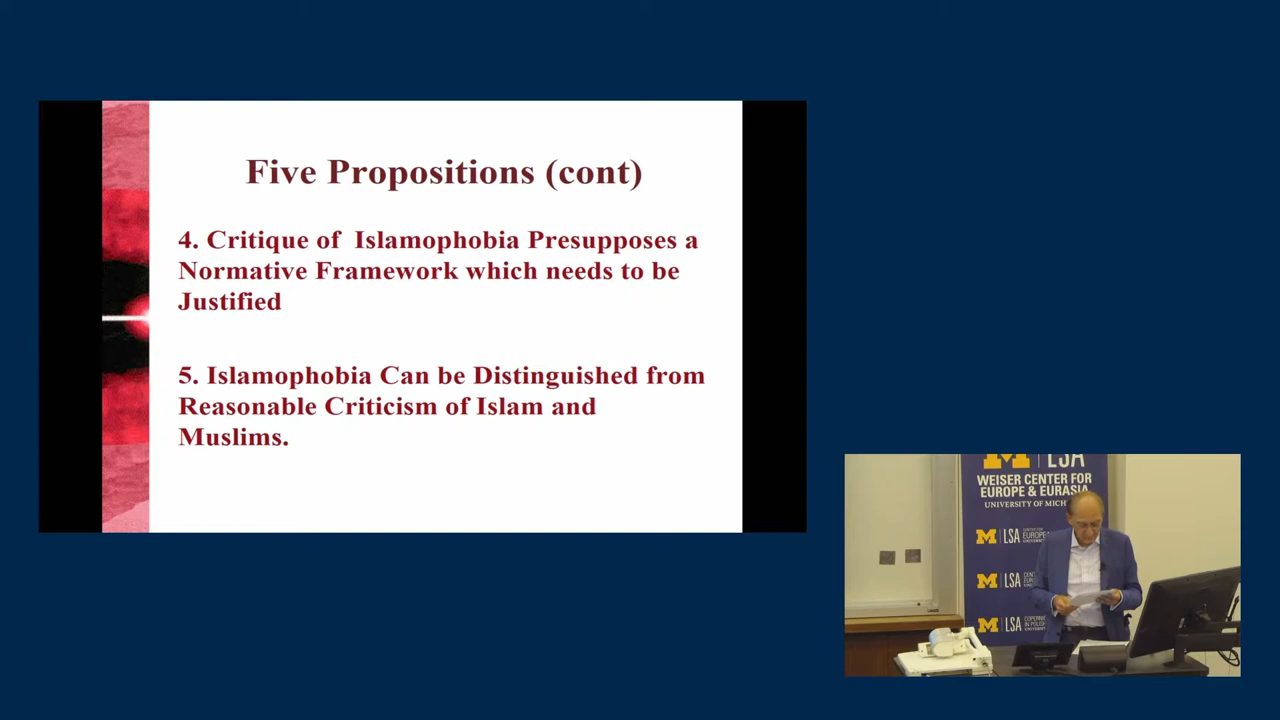 Five Propositions (cont)
4. Critique of Islamophobia Presupposes a
Normative Framework which needs to be
Justified
5. Islamophobia Can be Distinguished from
Reasonable Criticism of Islam and
Muslims.
M LSA
WEISER CENTER FOR
EUROPE & EURASIA
UNIVERSITY OF
M LSA
M LSA
M LSA